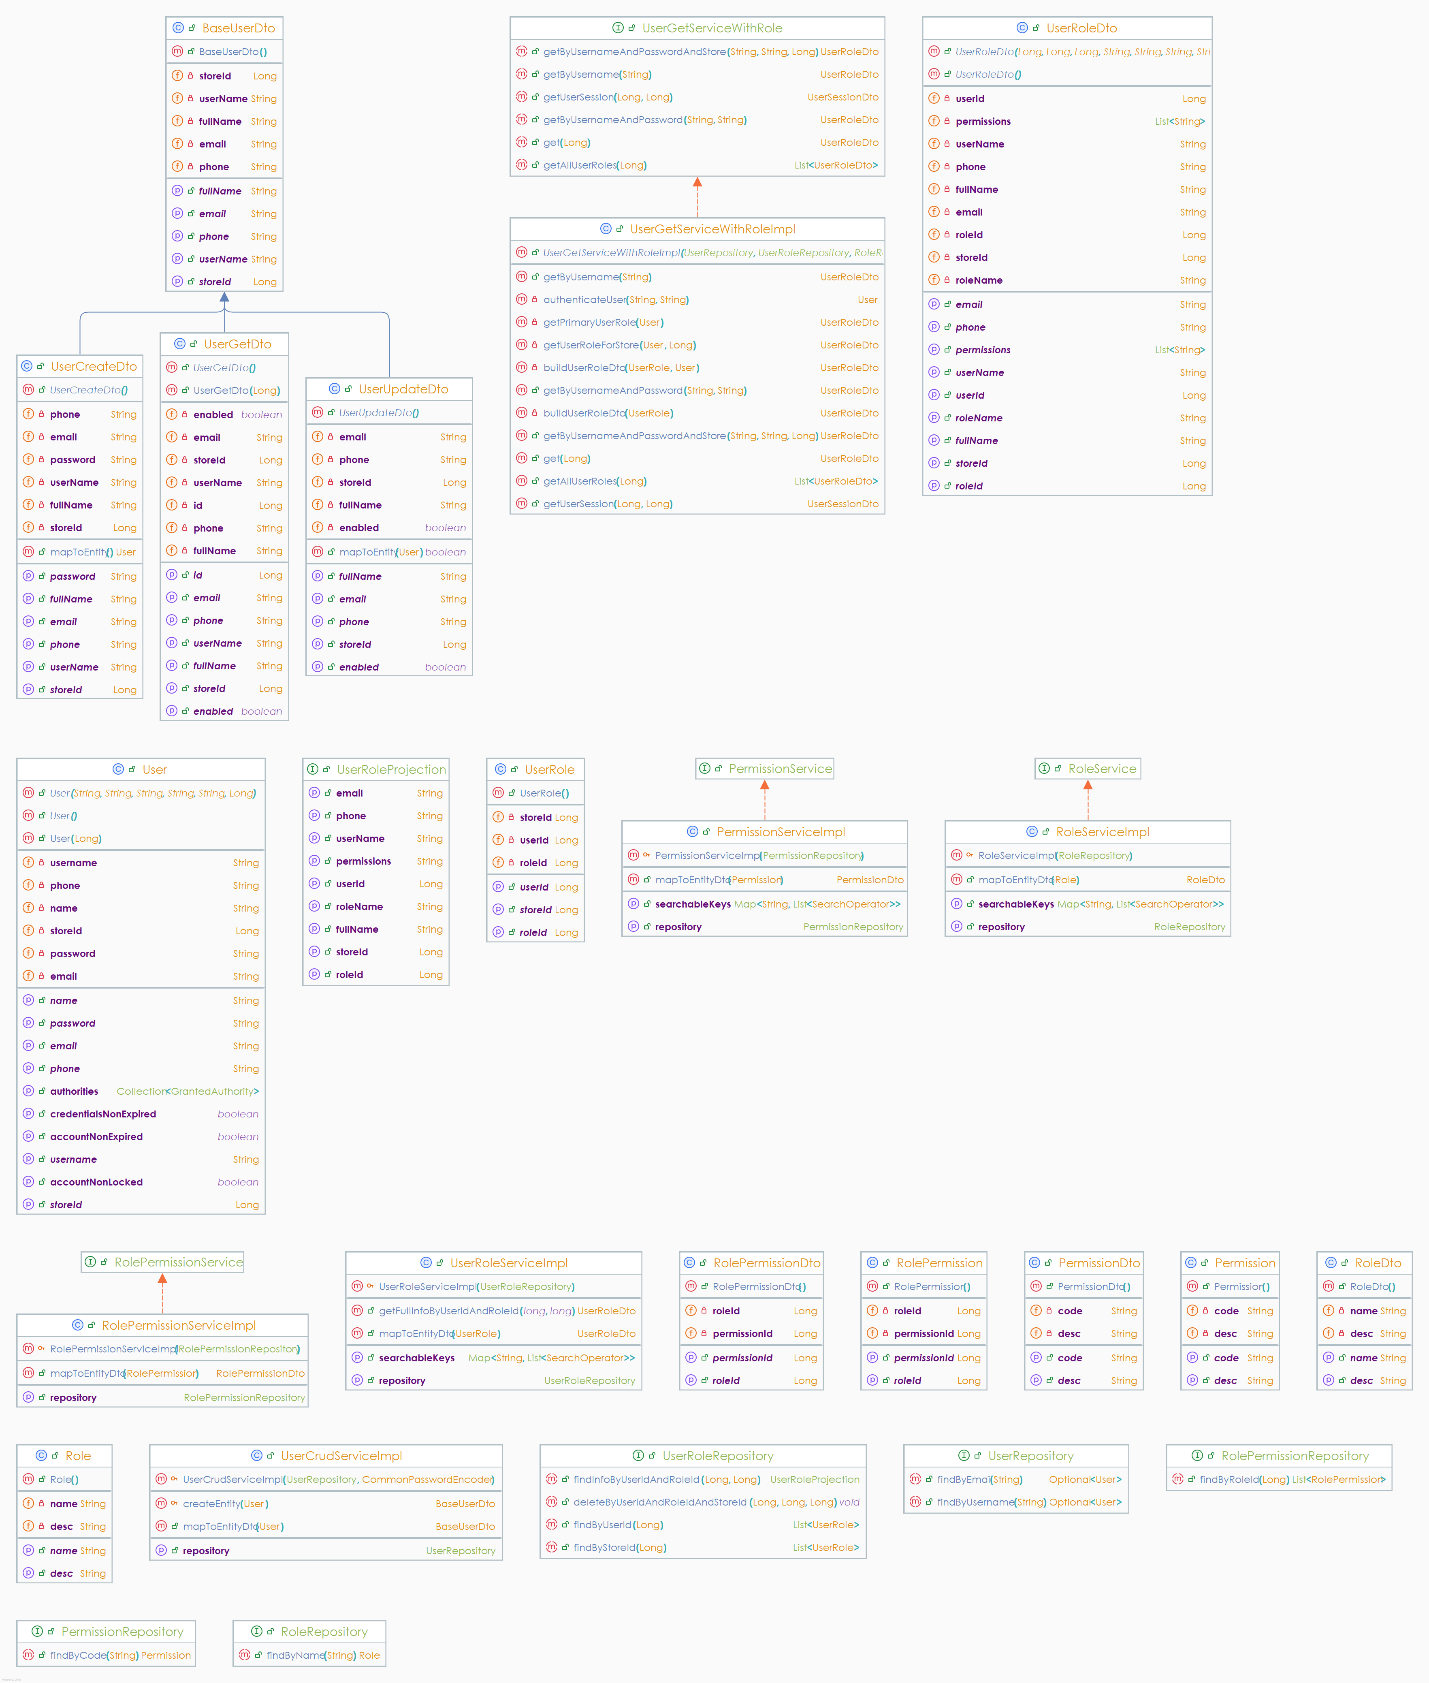 BaseUserDto
BaseUserDto()
storeId Long
userName String
fullName String
email String
phone String
fullName String
email String
phone String
userName String
storeId Long
UserCreateDto
UserCreateDto()
phone String
email String
password String
userName String
fullName String
storeId Long
mapToEntity() User
password String
fullName String
email String
phone String
userName String
storeId Long
UserGetDto
UserGetDto()
UserGetDto(Long)
enabled boolean
email String
storeId Long
userName String
id Long
phone String
fullName String
id Long
email String
phone String
userName String
fullName String
storeId Long
enabled boolean
UserUpdateDto
UserUpdateDto()
email String
phone String
storeId Long
fullName String
enabled boolean
mapToEntity(User) boolean
fullName String
email String
phone String
storeId Long
enabled boolean
UserGetServiceWithRole
getByUsernameAndPasswordAndStore(String, String, Long) UserRoleDto
getByUsername(String) UserRoleDto
getUserSession(Long, Long) UserSessionDto
getByUsernameAndPassword(String, String) UserRoleDto
get(Long) UserRoleDto
getAllUserRoles(Long) List<UserRoleDto>
UserGetServiceWithRoleImpl
UserGetServiceWithRoleImpl(UserRepository, UserRoleRepository, RoleR
getByUsername(String) UserRoleDto
authenticateUser(String, String) User
getPrimaryUserRole(User) UserRoleDto
getUserRoleForStore(User, Long) UserRoleDto
buildUserRoleDto(UserRole, User) UserRoleDto
getByUsernameAndPassword(String, String) UserRoleDto
buildUserRoleDto(UserRole) UserRoleDto
getByUsernameAndPasswordAndStore(String, String, Long) UserRoleDto
get(Long) UserRoleDto
getAllUserRoles(Long) List<UserRoleDto>
getUserSession(Long, Long) UserSessionDto
UserRoleDto
UserRoleDto(Long, Long, Long, String, String, String, Stri
UserRoleDto()
userId Long
permissions List<String>
userName String
phone String
fullName String
email String
roleId Long
storeId Long
roleName String
email String
phone String
permissions List<String>
userName String
userId Long
roleName String
fullName String
storeId Long
roleId Long
User
User(String, String, String, String, String, Long)
User()
User(Long)
username String
phone String
name String
storeId Long
password String
email String
name String
password String
email String
phone String
authorities Collection<GrantedAuthority>
credentialsNonExpired boolean
accountNonExpired boolean
username String
accountNonLocked boolean
storeId Long
UserRoleProjection
email String
phone String
userName String
permissions String
userId Long
roleName String
fullName String
storeId Long
roleId Long
UserRole
UserRole()
storeId Long
userId Long
roleId Long
userId Long
storeId Long
roleId Long
PermissionService
PermissionServiceImpl
PermissionServiceImpl(PermissionRepository)
mapToEntityDto(Permission) PermissionDto
searchableKeys Map<String, List<SearchOperator>>
repository PermissionRepository
RoleService
RoleServiceImpl
RoleServiceImpl(RoleRepository)
mapToEntityDto(Role) RoleDto
searchableKeys Map<String, List<SearchOperator>>
repository RoleRepository
RolePermissionService
RolePermissionServiceImpl
RolePermissionServiceImpl(RolePermissionRepository)
mapToEntityDto(RolePermission) RolePermissionDto
repository RolePermissionRepository
UserRoleServiceImpl
UserRoleServiceImpl(UserRoleRepository)
getFullInfoByUserIdAndRoleId(long, long) UserRoleDto
mapToEntityDto(UserRole) UserRoleDto
searchableKeys Map<String, List<SearchOperator>>
repository UserRoleRepository
RolePermissionDto
RolePermissionDto()
roleId Long
permissionId Long
permissionId Long
roleId Long
RolePermission
RolePermission()
roleId Long
permissionId Long
permissionId Long
roleId Long
PermissionDto
PermissionDto()
code String
desc String
code String
desc String
Permission
Permission()
code String
desc String
code String
desc String
RoleDto
RoleDto()
name String
desc String
name String
desc String
Role
Role()
name String
desc String
name String
desc String
UserCrudServiceImpl
UserCrudServiceImpl(UserRepository, CommonPasswordEncoder)
createEntity(User) BaseUserDto
mapToEntityDto(User) BaseUserDto
repository UserRepository
UserRoleRepository
findInfoByUserIdAndRoleId(Long, Long) UserRoleProjection
deleteByUserIdAndRoleIdAndStoreId(Long, Long, Long) void
findByUserId(Long) List<UserRole>
findByStoreId(Long) List<UserRole>
UserRepository
findByEmail(String) Optional<User>
findByUsername(String) Optional<User>
RolePermissionRepository
findByRoleId(Long) List<RolePermission>
PermissionRepository
findByCode(String) Permission
RoleRepository
findByName(String) Role